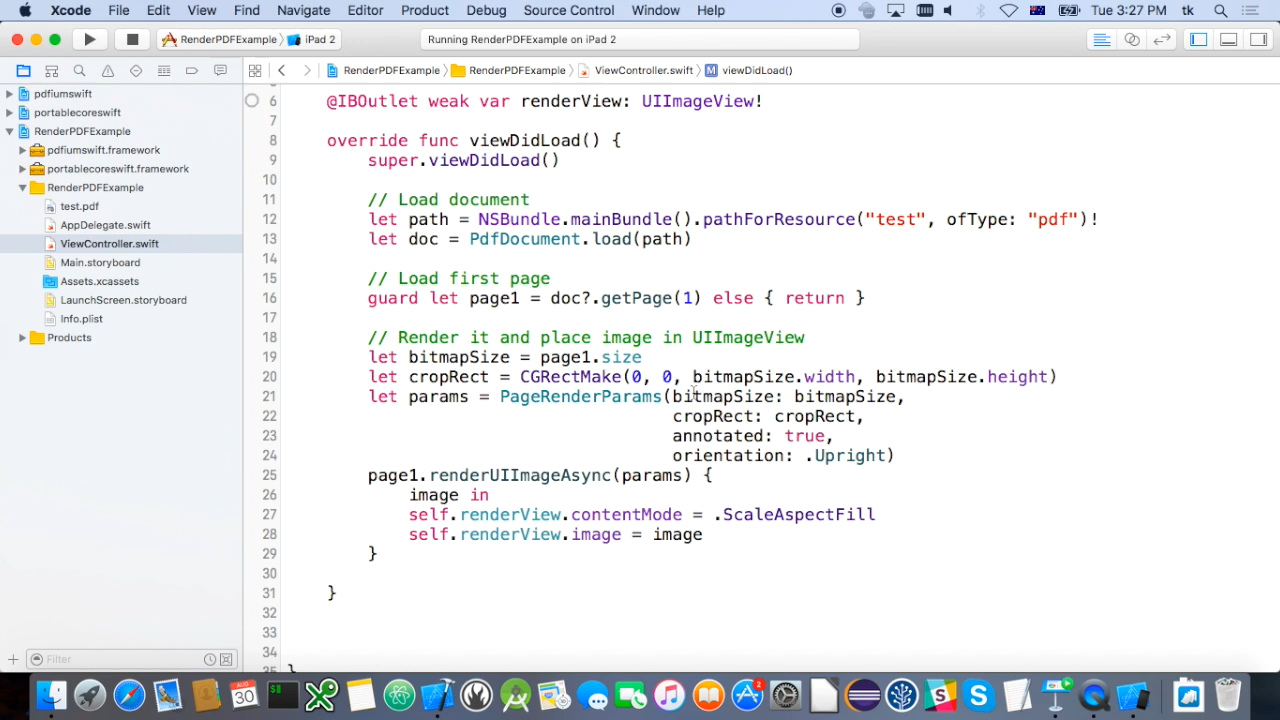 Xcode File Edit View Find Navigate Editor Product Debug Source Control Window Help Tue 3:27 PM tk
RenderPDFExample iPad 2
Running RenderPDFExample on iPad 2
RenderPDFExample RenderPDFExample ViewController.swift M viewDidLoad()
pdfiumswift
portablecoreswift
RenderPDFExample
pdfiumswift.framework
portablecoreswift.framework
RenderPDFExample
test.pdf
AppDelegate.swift
ViewController.swift
Main.storyboard
Assets.xcassets
LaunchScreen.storyboard
Info.plist
Products
Filter
6 @IBOutlet weak var renderView: UIImageView!
7
8 override func viewDidLoad() {
9 super.viewDidLoad()
10
11 // Load document
12 let path = NSBundle.mainBundle().pathForResource("test", ofType: "pdf")!
13 let doc = PdfDocument.load(path)
14
15 // Load first page
16 guard let page1 = doc?.getPage(1) else { return }
17
18 // Render it and place image in UIImageView
19 let bitmapSize = page1.size
20 let cropRect = CGRectMake(0, 0, bitmapSize.width, bitmapSize.height)
21 let params = PageRenderParams(bitmapSize: bitmapSize,
22 cropRect: cropRect,
23 annotated: true,
24 orientation: .Upright)
25 page1.renderUIImageAsync(params) {
26 image in
27 self.renderView.contentMode = .ScaleAspectFill
28 self.renderView.image = image
29 }
30
31 }
32
33
34
35 }
AUG
30
2